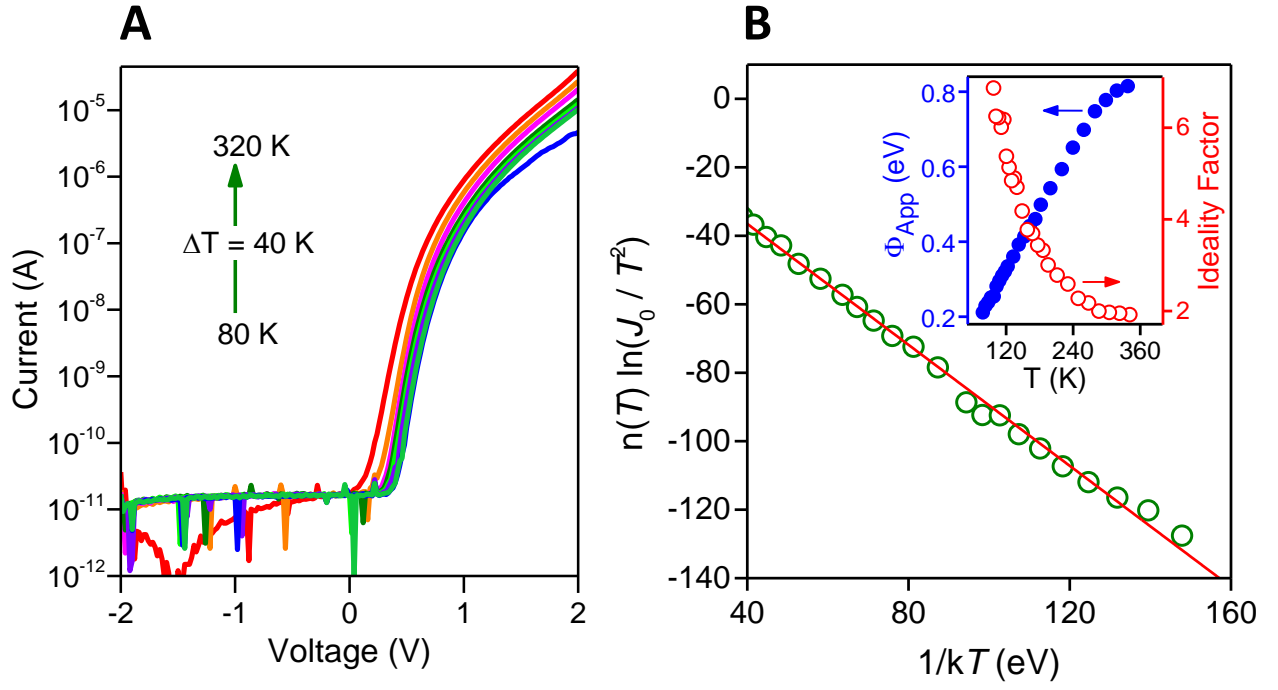 A
10⁻⁵
10⁻⁶
10⁻⁷
10⁻⁸
10⁻⁹
10⁻¹⁰
10⁻¹¹
10⁻¹²
Current (A)
320 K
ΔT = 40 K
80 K
-2
-1
0
1
2
Voltage (V)
B
0
-20
-40
-60
-80
-100
-120
-140
n(T) ln(J₀ / T²)
40
80
120
160
1/kT (eV)
0.8
0.6
0.4
0.2
Φ_App (eV)
6
4
2
Ideality Factor
120
240
360
T (K)